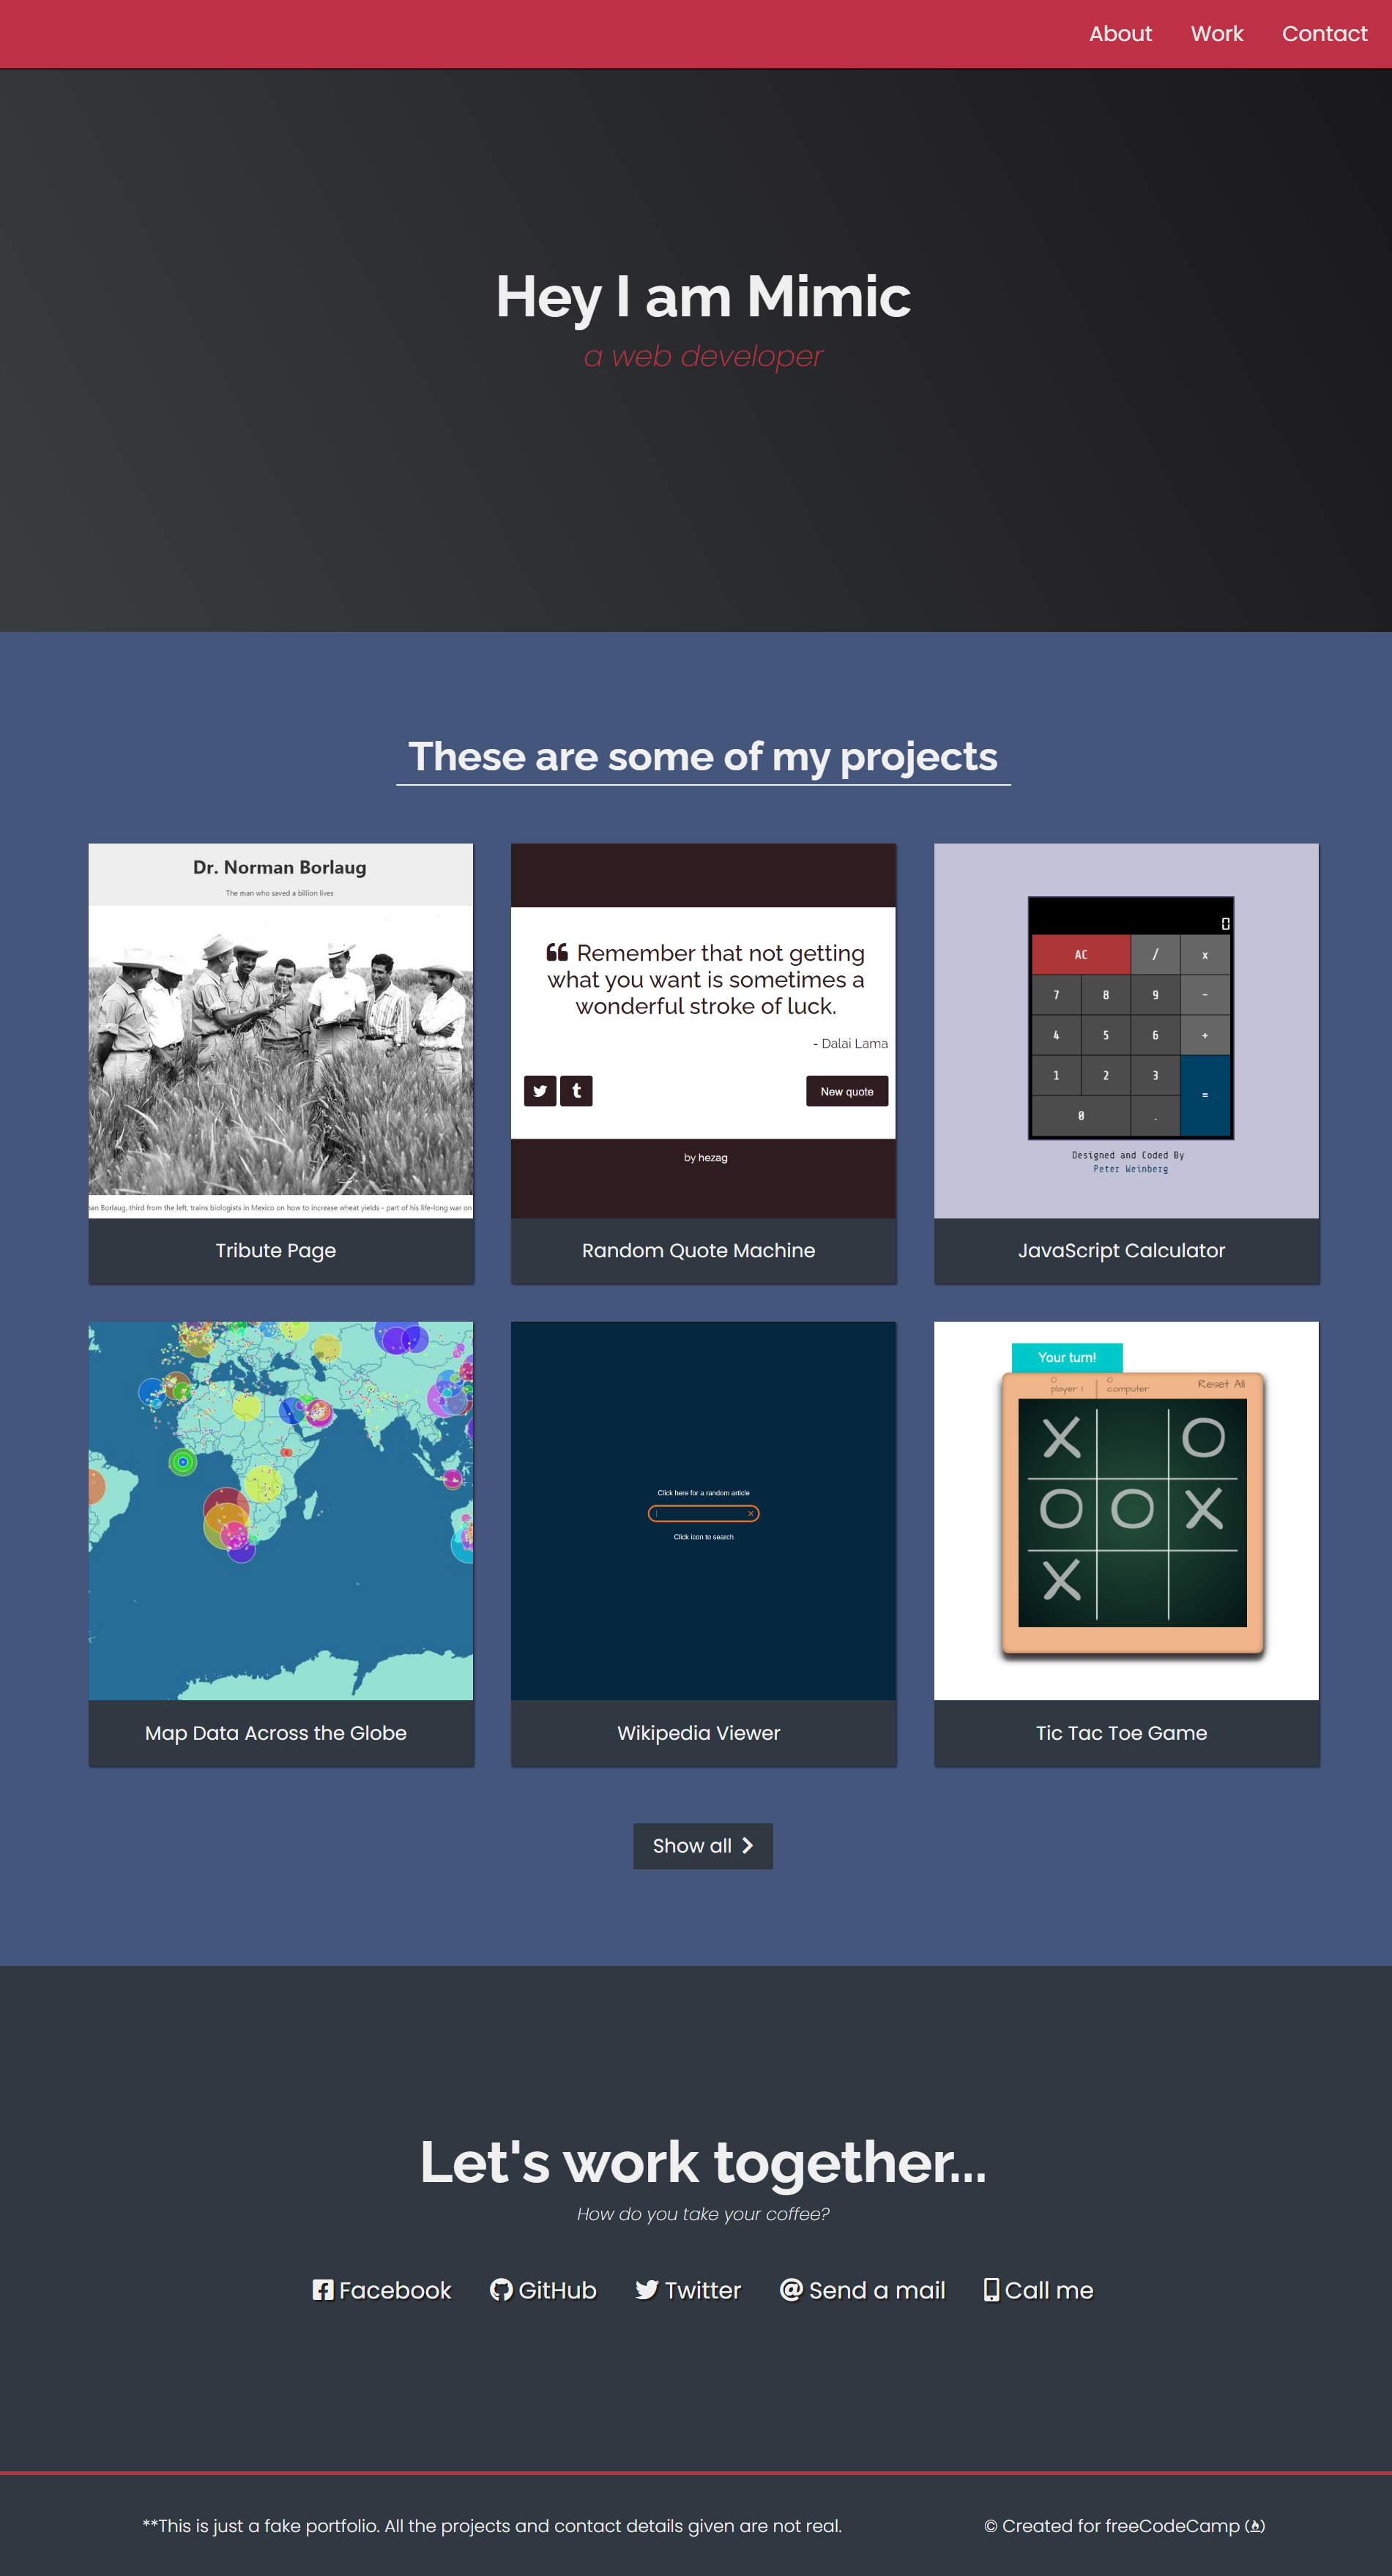 About Work Contact
Hey I am Mimic
a web developer
These are some of my projects
Dr. Norman Borlaug
The man who saved a billion lives
an Borlaug, third from the left, trains biologists in Mexico on how to increase wheat yields - part of his life-long war on
Tribute Page
Remember that not getting
what you want is sometimes a
wonderful stroke of luck.
- Dalai Lama
New quote
by hezag
Random Quote Machine
0
AC / x
7 8 9 -
4 5 6 +
1 2 3 =
0 .
Designed and Coded By
Peter Weinberg
JavaScript Calculator
Map Data Across the Globe
Click here for a random article
Click icon to search
Wikipedia Viewer
Your turn!
0 0
player 1 computer Reset All
X O
O O X
X
Tic Tac Toe Game
Show all
Let's work together...
How do you take your coffee?
Facebook GitHub Twitter @ Send a mail Call me
**This is just a fake portfolio. All the projects and contact details given are not real.
© Created for freeCodeCamp